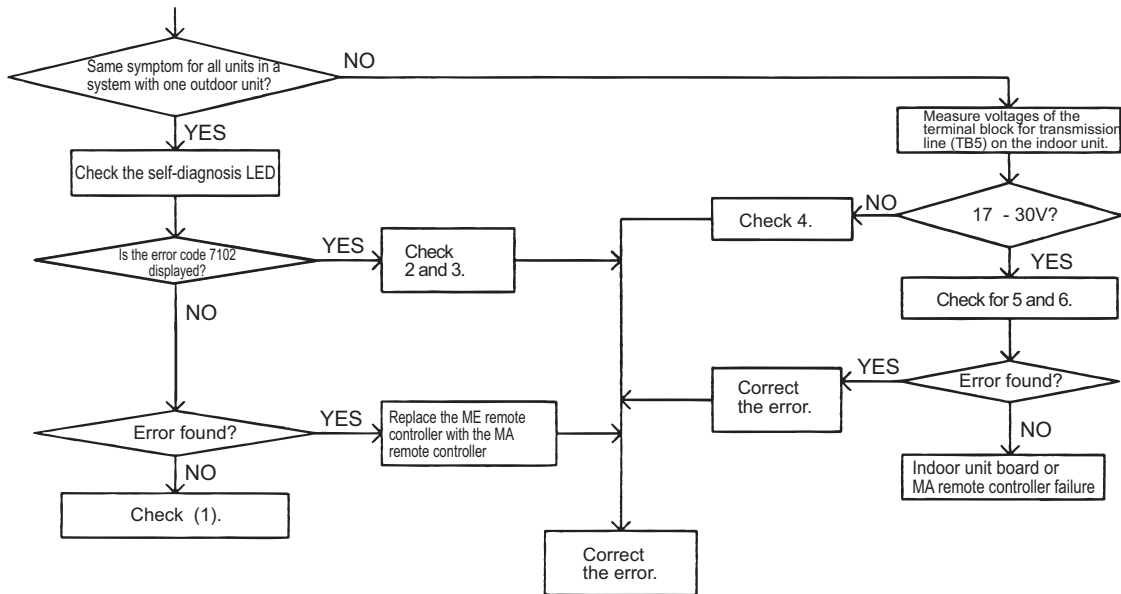 Same symptom for all units in a
system with one outdoor unit?
NO
YES
Check the self-diagnosis LED
Is the error code 7102
displayed?
YES
Check
2 and 3.
NO
Error found?
YES
Replace the ME remote
controller with the MA
remote controller
NO
Check (1).
Measure voltages of the
terminal block for transmission
line (TB5) on the indoor unit.
17 - 30V?
NO
Check 4.
YES
Check for 5 and 6.
Error found?
YES
Correct
the error.
NO
Indoor unit board or
MA remote controller failure
Correct
the error.